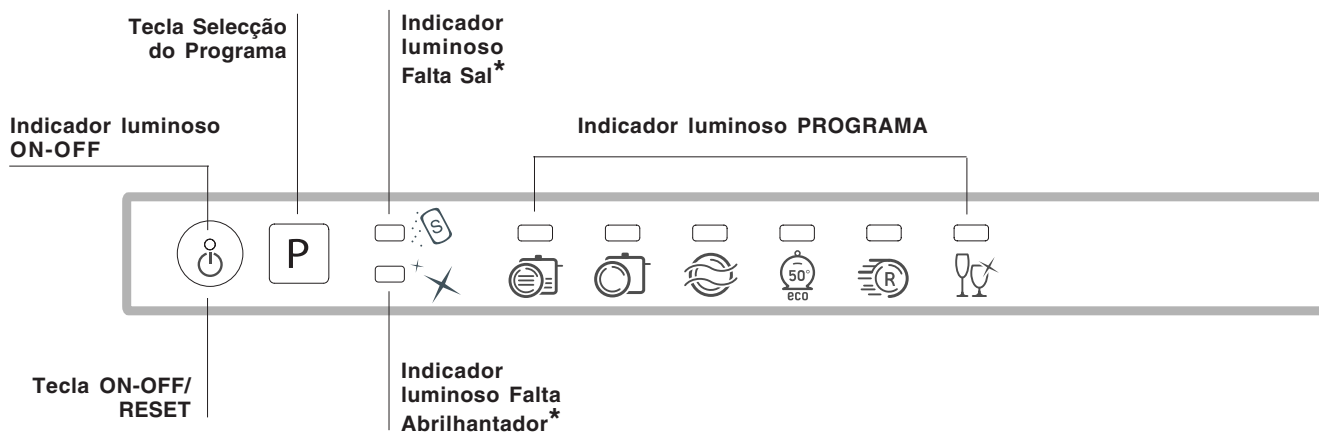 Tecla Selecção
do Programa
Indicador
luminoso
Falta Sal*
Indicador luminoso
ON-OFF
Indicador luminoso PROGRAMA
P
S
50°
eco
R
Tecla ON-OFF/
RESET
Indicador
luminoso Falta
Abrilhantador*